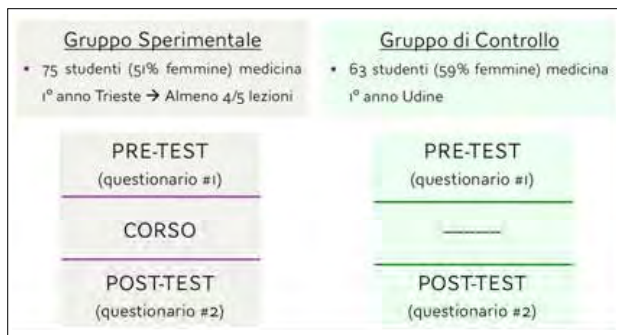 Gruppo Sperimentale
• 75 studenti (51% femmine) medicina
1° anno Trieste → Almeno 4/5 lezioni
PRE-TEST
(questionario #1)
CORSO
POST-TEST
(questionario #2)
Gruppo di Controllo
• 63 studenti (59% femmine) medicina
1° anno Udine
PRE-TEST
(questionario #1)
--------
POST-TEST
(questionario #2)